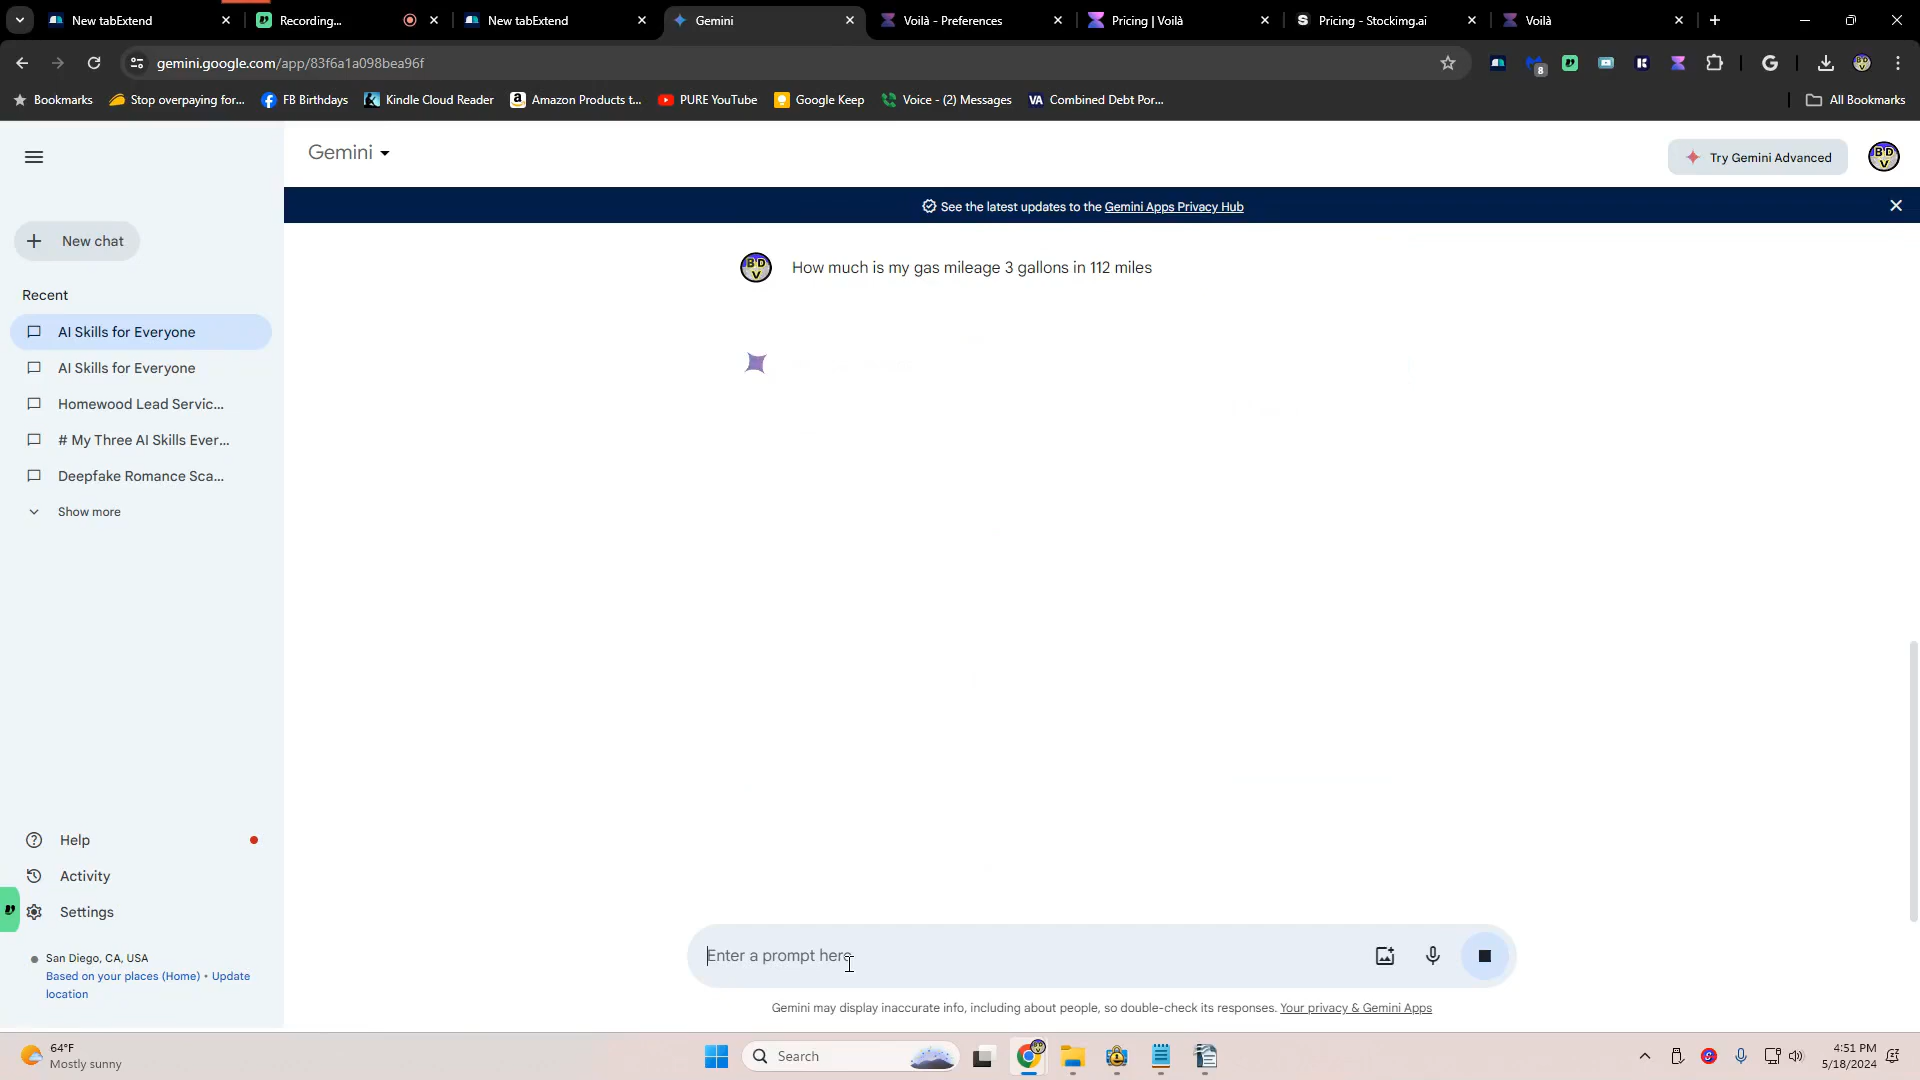 New tabExtend
Recording...
New tabExtend
Gemini
Voilà - Preferences
Pricing | Voilà
Pricing - Stockimg.ai
Voilà
gemini.google.com/app/83f6a1a098bea96f
8
Bookmarks
Stop overpaying for...
FB Birthdays
Kindle Cloud Reader
Amazon Products t...
PURE YouTube
Google Keep
Voice - (2) Messages
VA Combined Debt Por...
All Bookmarks
Gemini
Try Gemini Advanced
BD
V
See the latest updates to the Gemini Apps Privacy Hub
New chat
Recent
AI Skills for Everyone
AI Skills for Everyone
Homewood Lead Servic...
# My Three AI Skills Ever...
Deepfake Romance Sca...
Show more
BD
V
How much is my gas mileage 3 gallons in 112 miles
Help
Activity
Settings
San Diego, CA, USA
Based on your places (Home) • Update
location
Enter a prompt here
Gemini may display inaccurate info, including about people, so double-check its responses. Your privacy & Gemini Apps
64°F
Mostly sunny
Search
4:51 PM
5/18/2024